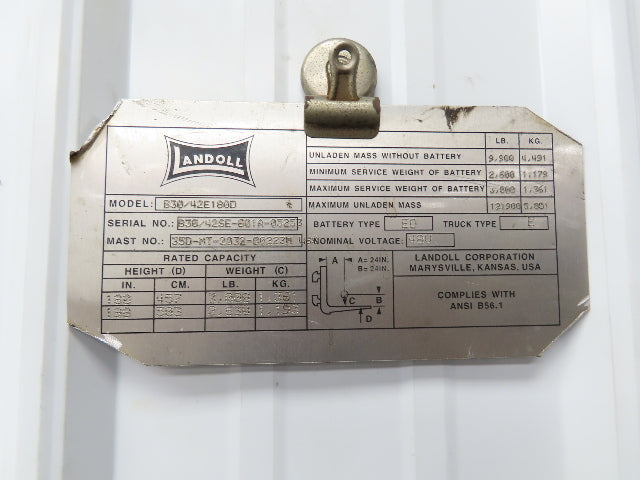 LANDOLL
MODEL: B30/42E180D
SERIAL NO.:
MAST NO.:
RATED CAPACITY
HEIGHT (D) WEIGHT (C)
IN. CM. LB. KG.
LB. KG.
UNLADEN MASS WITHOUT BATTERY 9,900 4,491
MINIMUM SERVICE WEIGHT OF BATTERY 2,600 1,179
MAXIMUM SERVICE WEIGHT OF BATTERY 3,000 1,361
MAXIMUM UNLADEN MASS 12,900 5,851
BATTERY TYPE EO TRUCK TYPE E
NOMINAL VOLTAGE: 48V
A A= 24IN.
B= 24IN.
C B
D
LANDOLL CORPORATION
MARYSVILLE, KANSAS, USA
COMPLIES WITH
ANSI B56.1